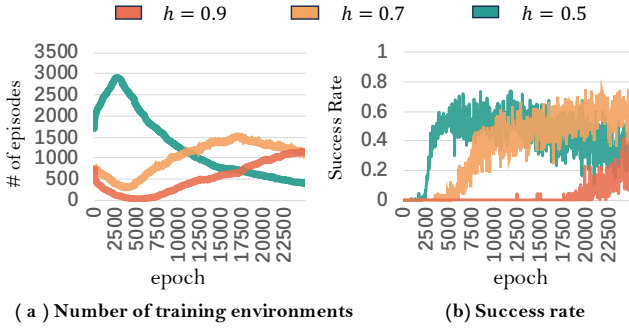 h = 0.9 h = 0.7 h = 0.5
# of episodes
3500
3000
2500
2000
1500
1000
500
0
0 2500 5000 7500 10000 12500 15000 17500 20000 22500
epoch
( a ) Number of training environments
Success Rate
1
0.8
0.6
0.4
0.2
0
0 2500 5000 7500 10000 12500 15000 17500 20000 22500
epoch
(b) Success rate